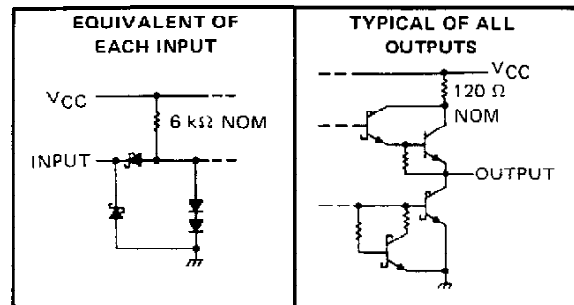 EQUIVALENT OF
EACH INPUT
VCC
6 kΩ NOM
INPUT
TYPICAL OF ALL
OUTPUTS
VCC
120 Ω
NOM
OUTPUT